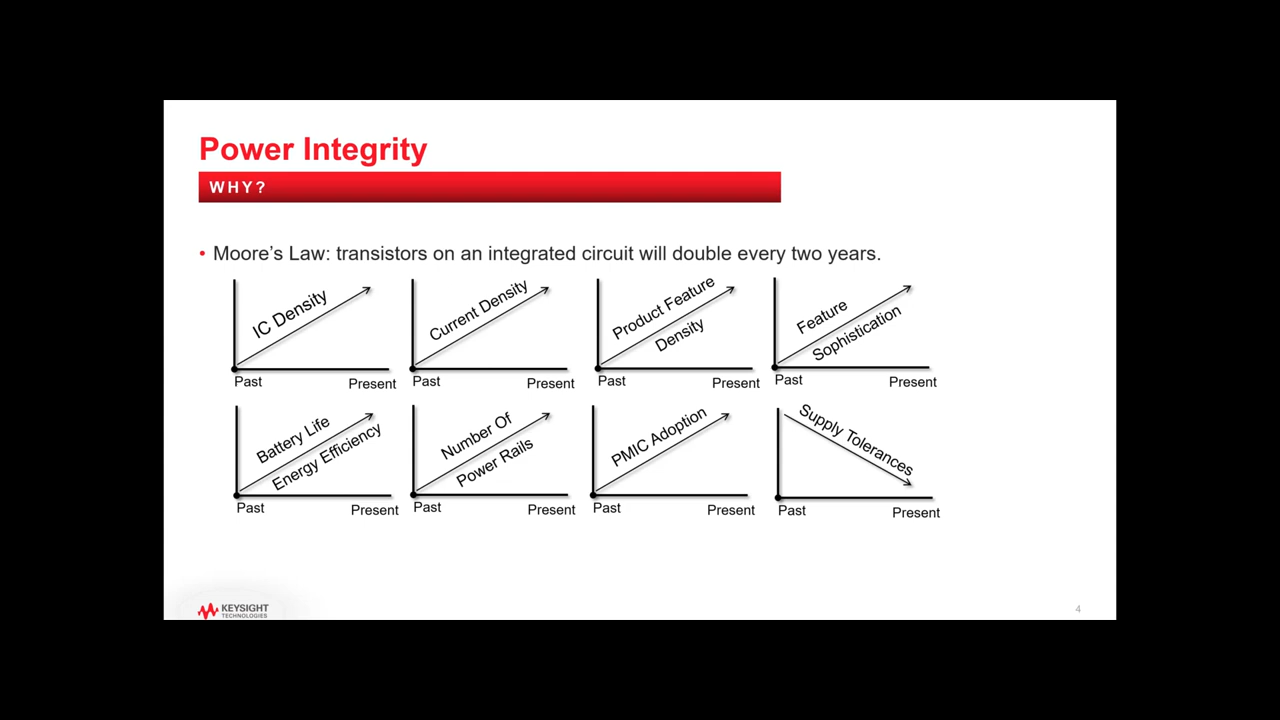 Power Integrity
WHY?
• Moore's Law: transistors on an integrated circuit will double every two years.
IC Density
Past Present
Current Density
Past Present
Product Feature
Density
Past Present
Feature
Sophistication
Past Present
Battery Life
Energy Efficiency
Past Present
Number Of
Power Rails
Past Present
PMIC Adoption
Past Present
Supply Tolerances
Past Present
KEYSIGHT
TECHNOLOGIES
4